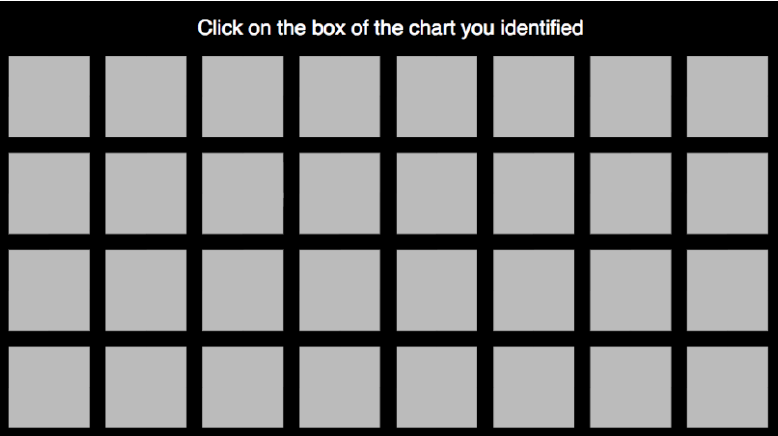 Click on the box of the chart you identified